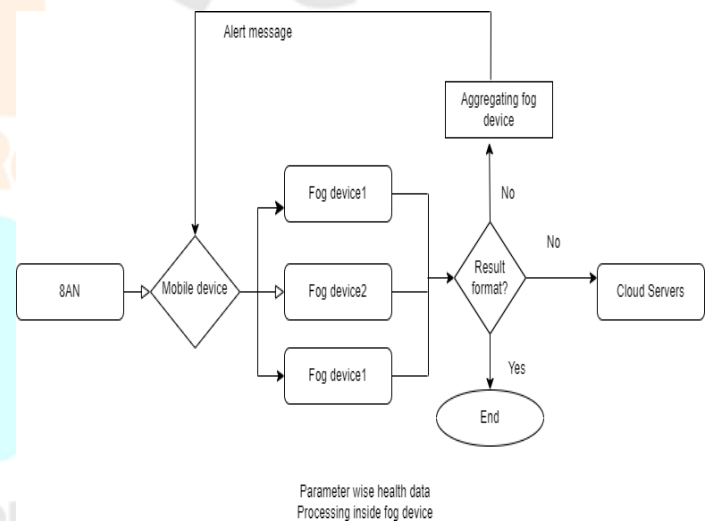 Alert message
Aggregating fog
device
Fog device1
No
No
8AN
Mobile device
Fog device2
Result
format?
Cloud Servers
Fog device1
Yes
End
Parameter wise health data
Processing inside fog device